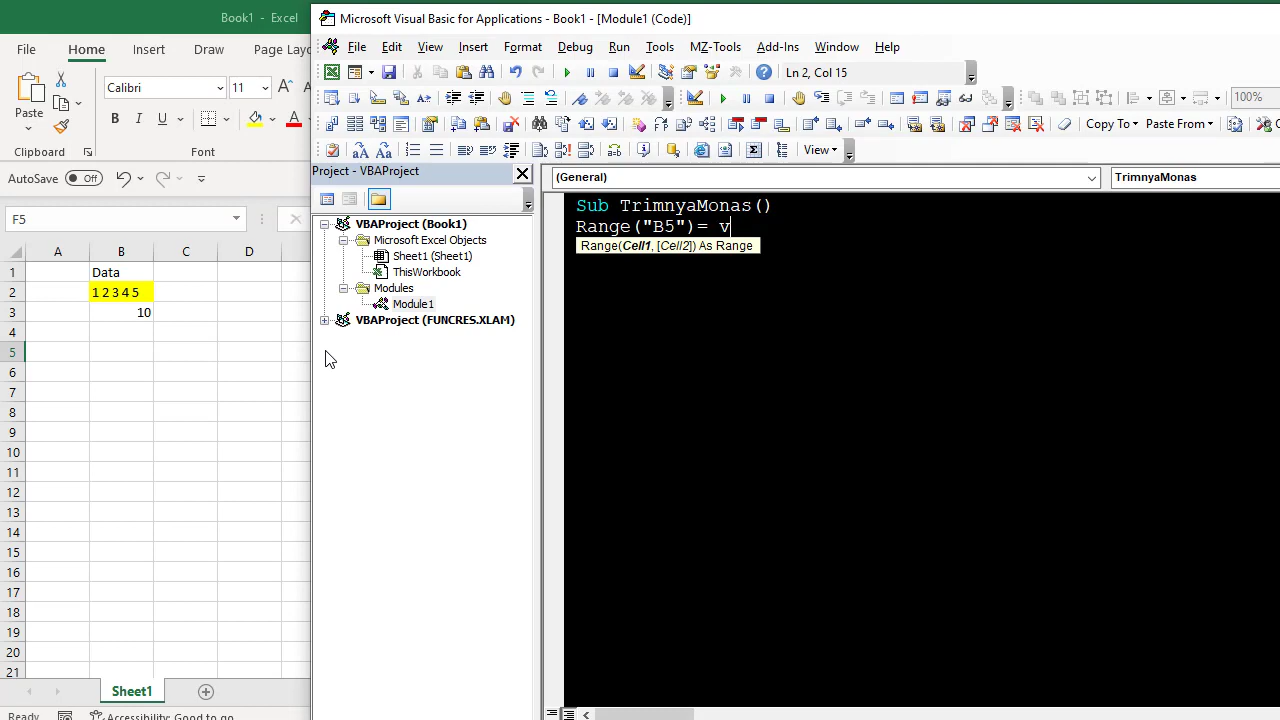 Book1 - Excel
Microsoft Visual Basic for Applications - Book1 - [Module1 (Code)]
File Home Insert Draw Page Layo
File Edit View Insert Format Debug Run Tools MZ-Tools Add-Ins Window Help
Ln 2, Col 15
Calibri 11
Paste
B I U A
100%
Copy To Paste From
Clipboard Font
View
AutoSave Off
Project - VBAProject
(General) TrimnyaMonas
F5
VBAProject (Book1)
Microsoft Excel Objects
Sheet1 (Sheet1)
ThisWorkbook
Modules
Module1
VBAProject (FUNCRES.XLAM)
Sub TrimnyaMonas()
Range("B5")= v
Range(Cell1, [Cell2]) As Range
A B C D E
1 Data
2 1 2 3 4 5
3 10
4
5
6
7
8
9
10
11
12
13
14
15
16
17
18
19
20
21
Sheet1
Ready Accessibility: Good to go